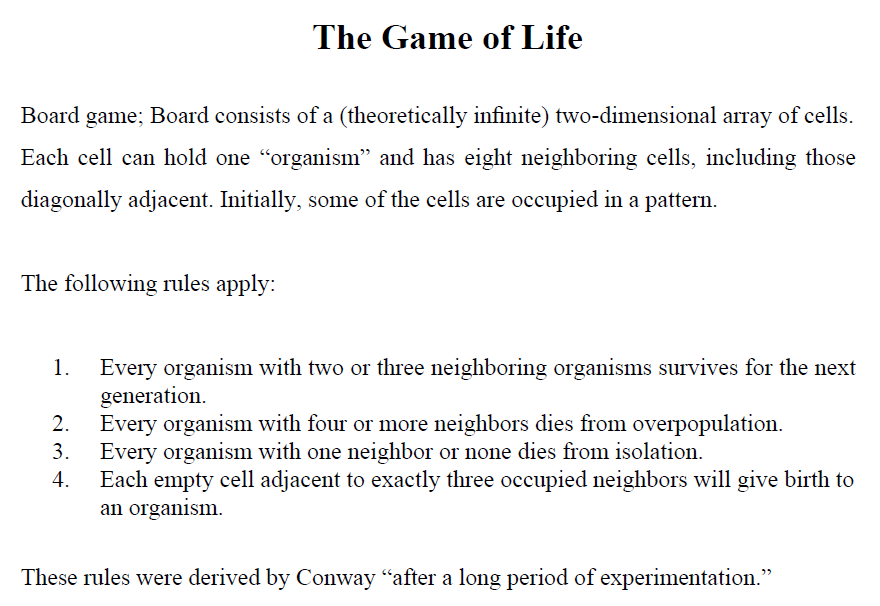 The Game of Life
Board game; Board consists of a (theoretically infinite) two-dimensional array of cells.
Each cell can hold one “organism” and has eight neighboring cells, including those
diagonally adjacent. Initially, some of the cells are occupied in a pattern.
The following rules apply:
1. Every organism with two or three neighboring organisms survives for the next
generation.
2. Every organism with four or more neighbors dies from overpopulation.
3. Every organism with one neighbor or none dies from isolation.
4. Each empty cell adjacent to exactly three occupied neighbors will give birth to
an organism.
These rules were derived by Conway “after a long period of experimentation.”